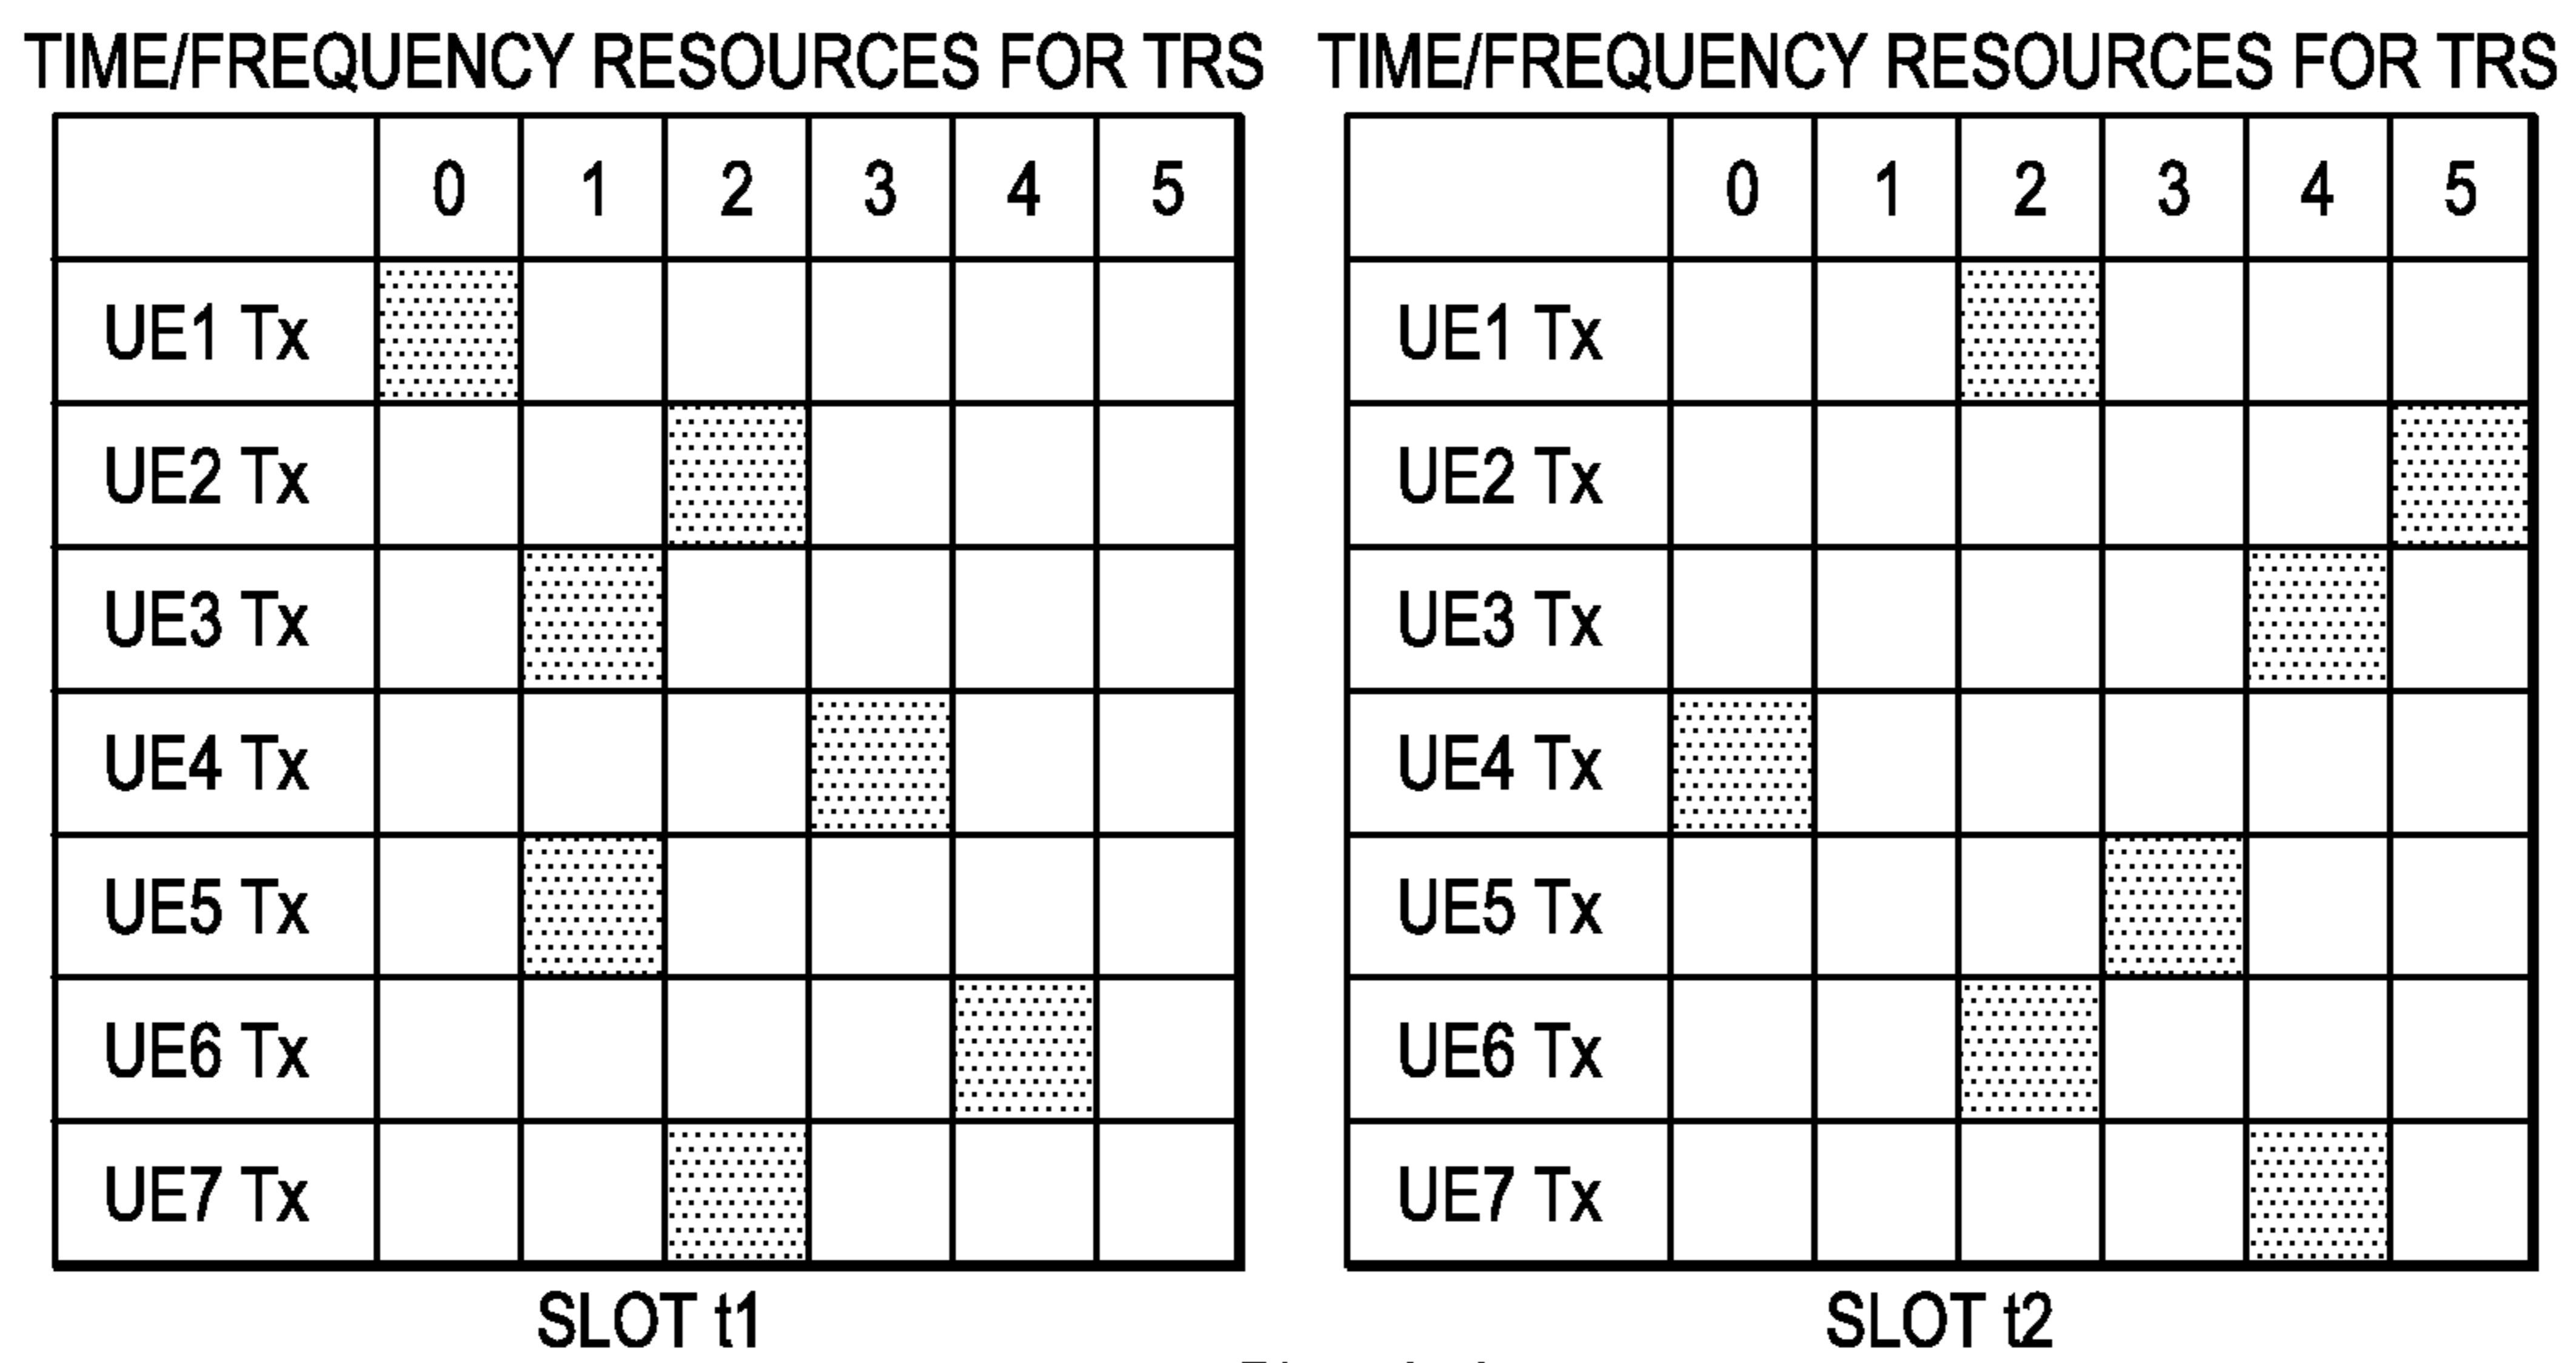 TIME/FREQUENCY RESOURCES FOR TRS
0 1 2 3 4 5
UE1 Tx
UE2 Tx
UE3 Tx
UE4 Tx
UE5 Tx
UE6 Tx
UE7 Tx
SLOT t1
TIME/FREQUENCY RESOURCES FOR TRS
0 1 2 3 4 5
UE1 Tx
UE2 Tx
UE3 Tx
UE4 Tx
UE5 Tx
UE6 Tx
UE7 Tx
SLOT t2